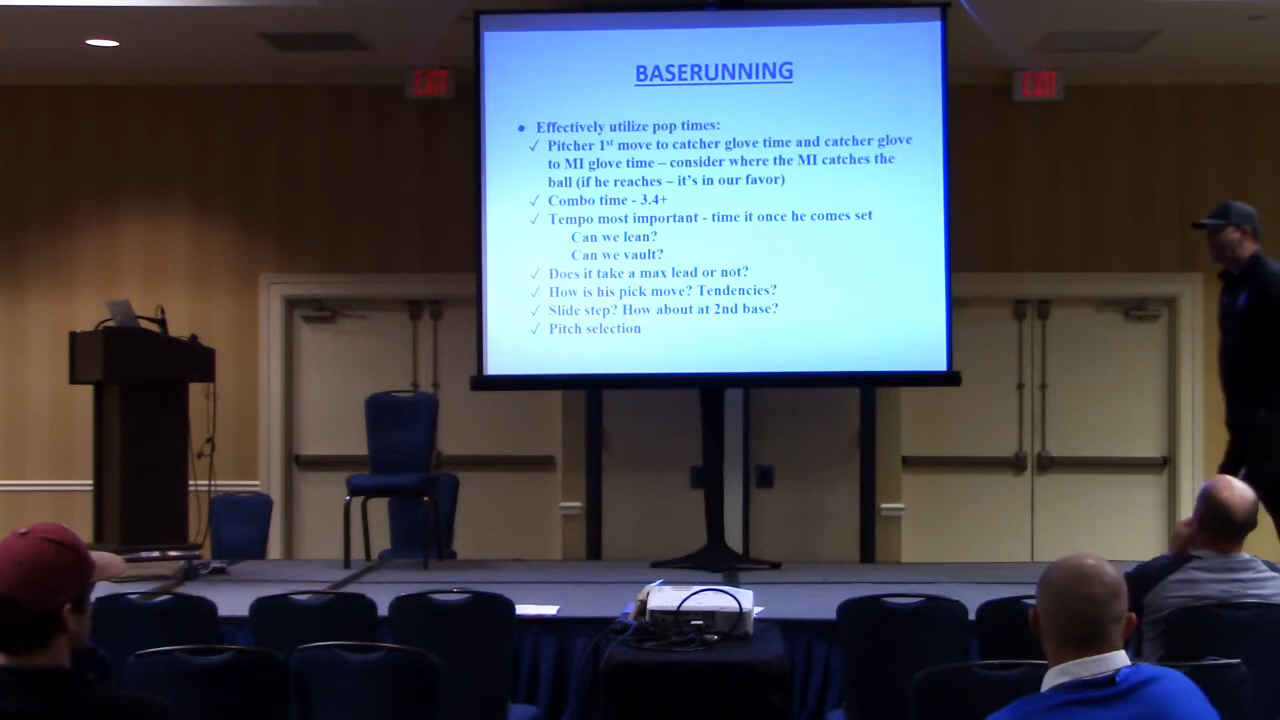 EXIT
EXIT
BASERUNNING
● Effectively utilize pop times:
✓ Pitcher 1st move to catcher glove time and catcher glove
to MI glove time – consider where the MI catches the
ball (if he reaches – it's in our favor)
✓ Combo time - 3.4+
✓ Tempo most important - time it once he comes set
Can we lean?
Can we vault?
✓ Does it take a max lead or not?
✓ How is his pick move? Tendencies?
✓ Slide step? How about at 2nd base?
✓ Pitch selection